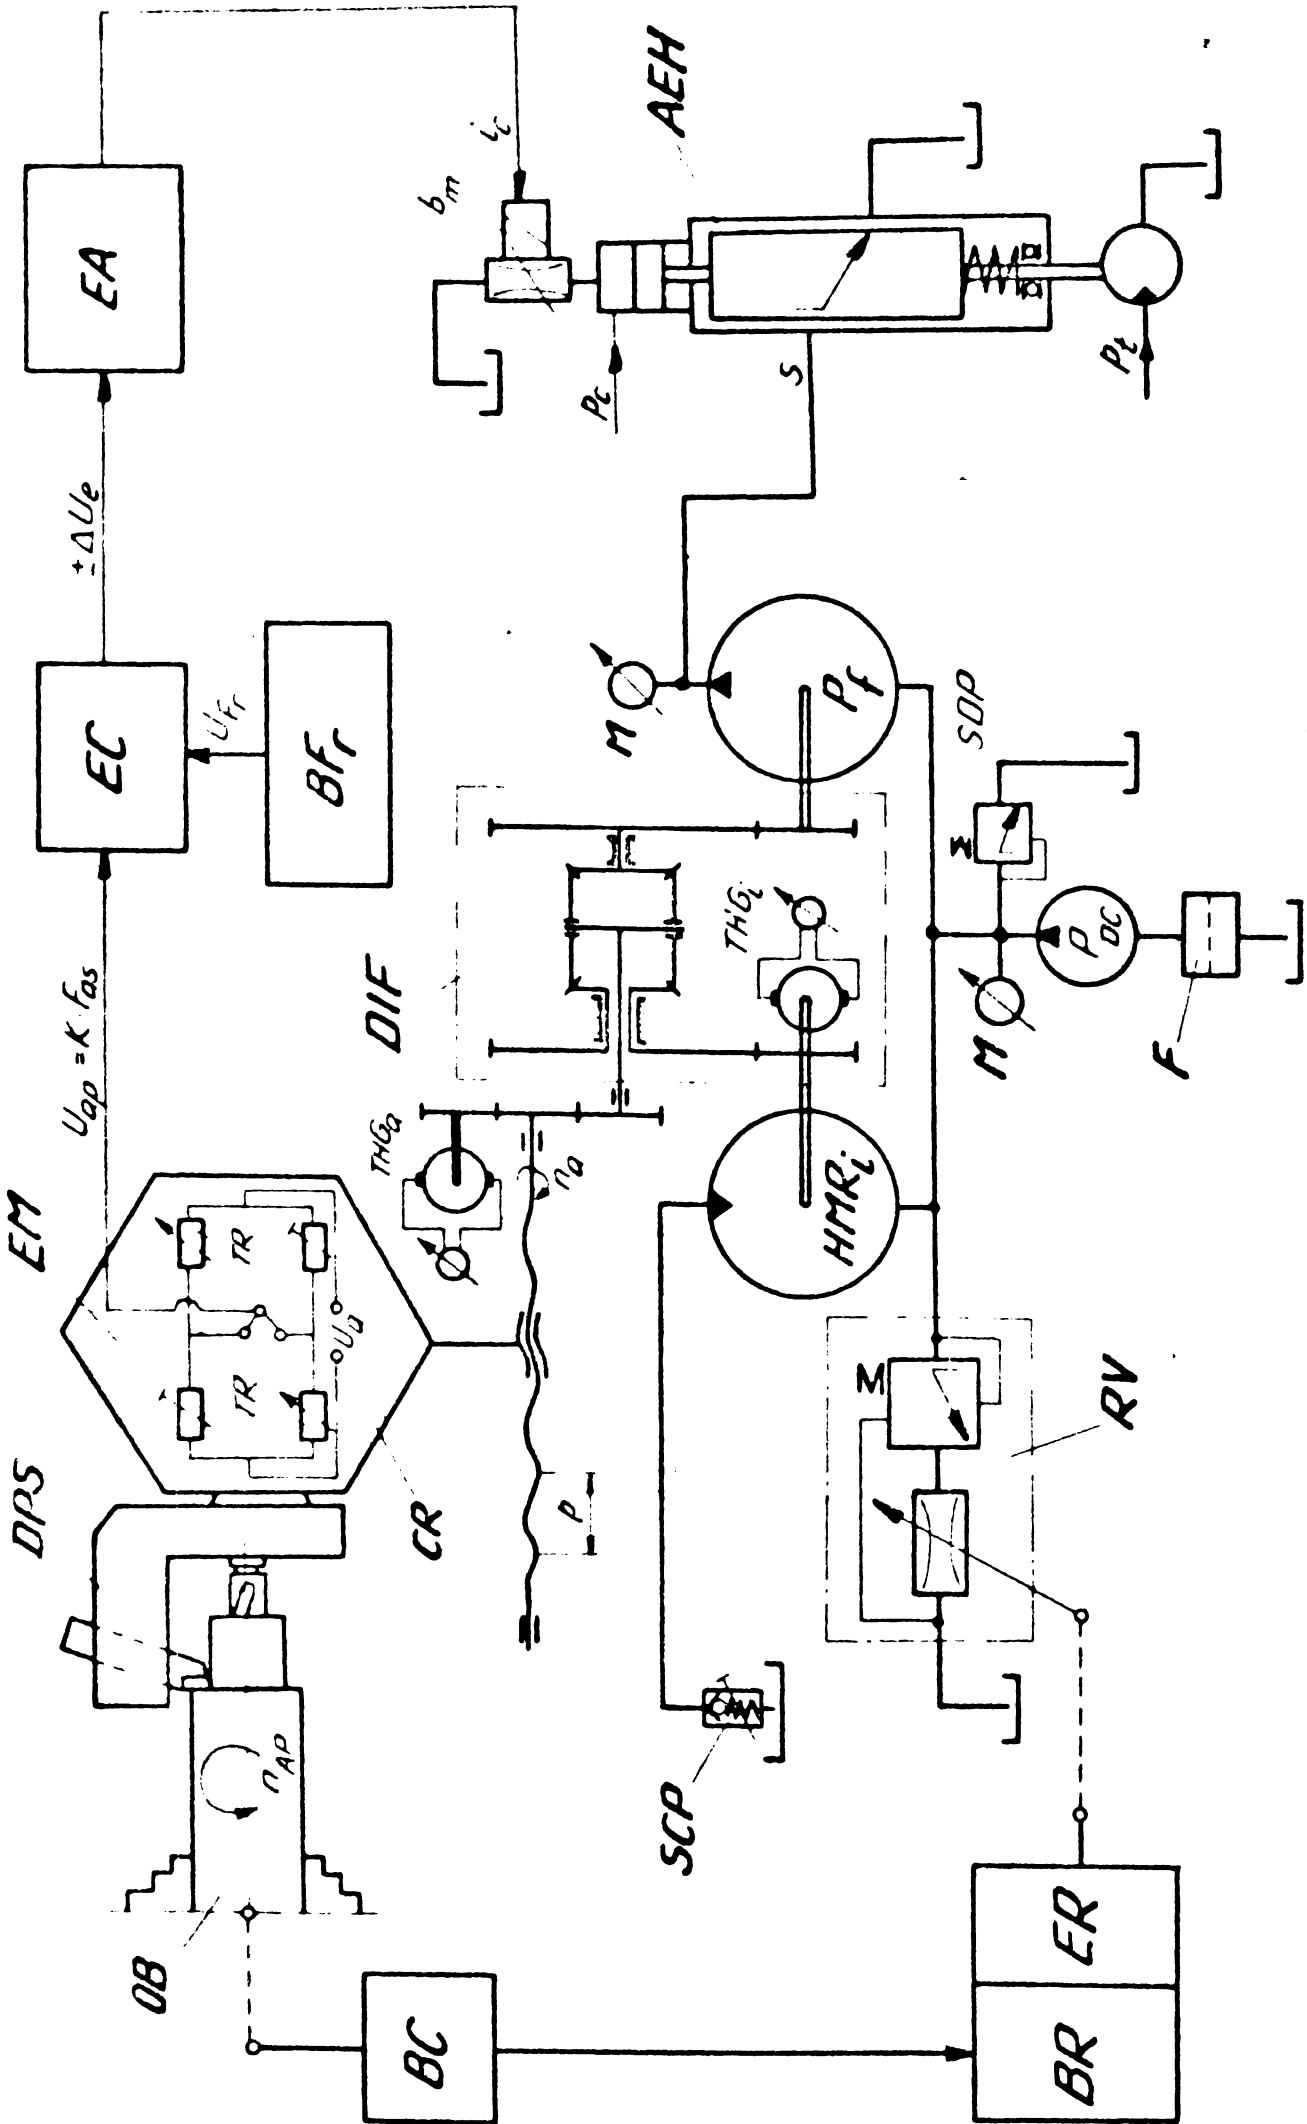 DPS
EM
U_ap = K·F_as
EC
± ΔU_e
EA
U_Fr
BF_r
i_c
b_m
AEH
P_c
S
P_t
TR
TR
U_a
CR
OB
n_AP
THG_a
n_a
p
DIF
THG_i
M
P_f
SDP
HMR_i
M
P_DC
F
RV
SCP
BC
BR
ER